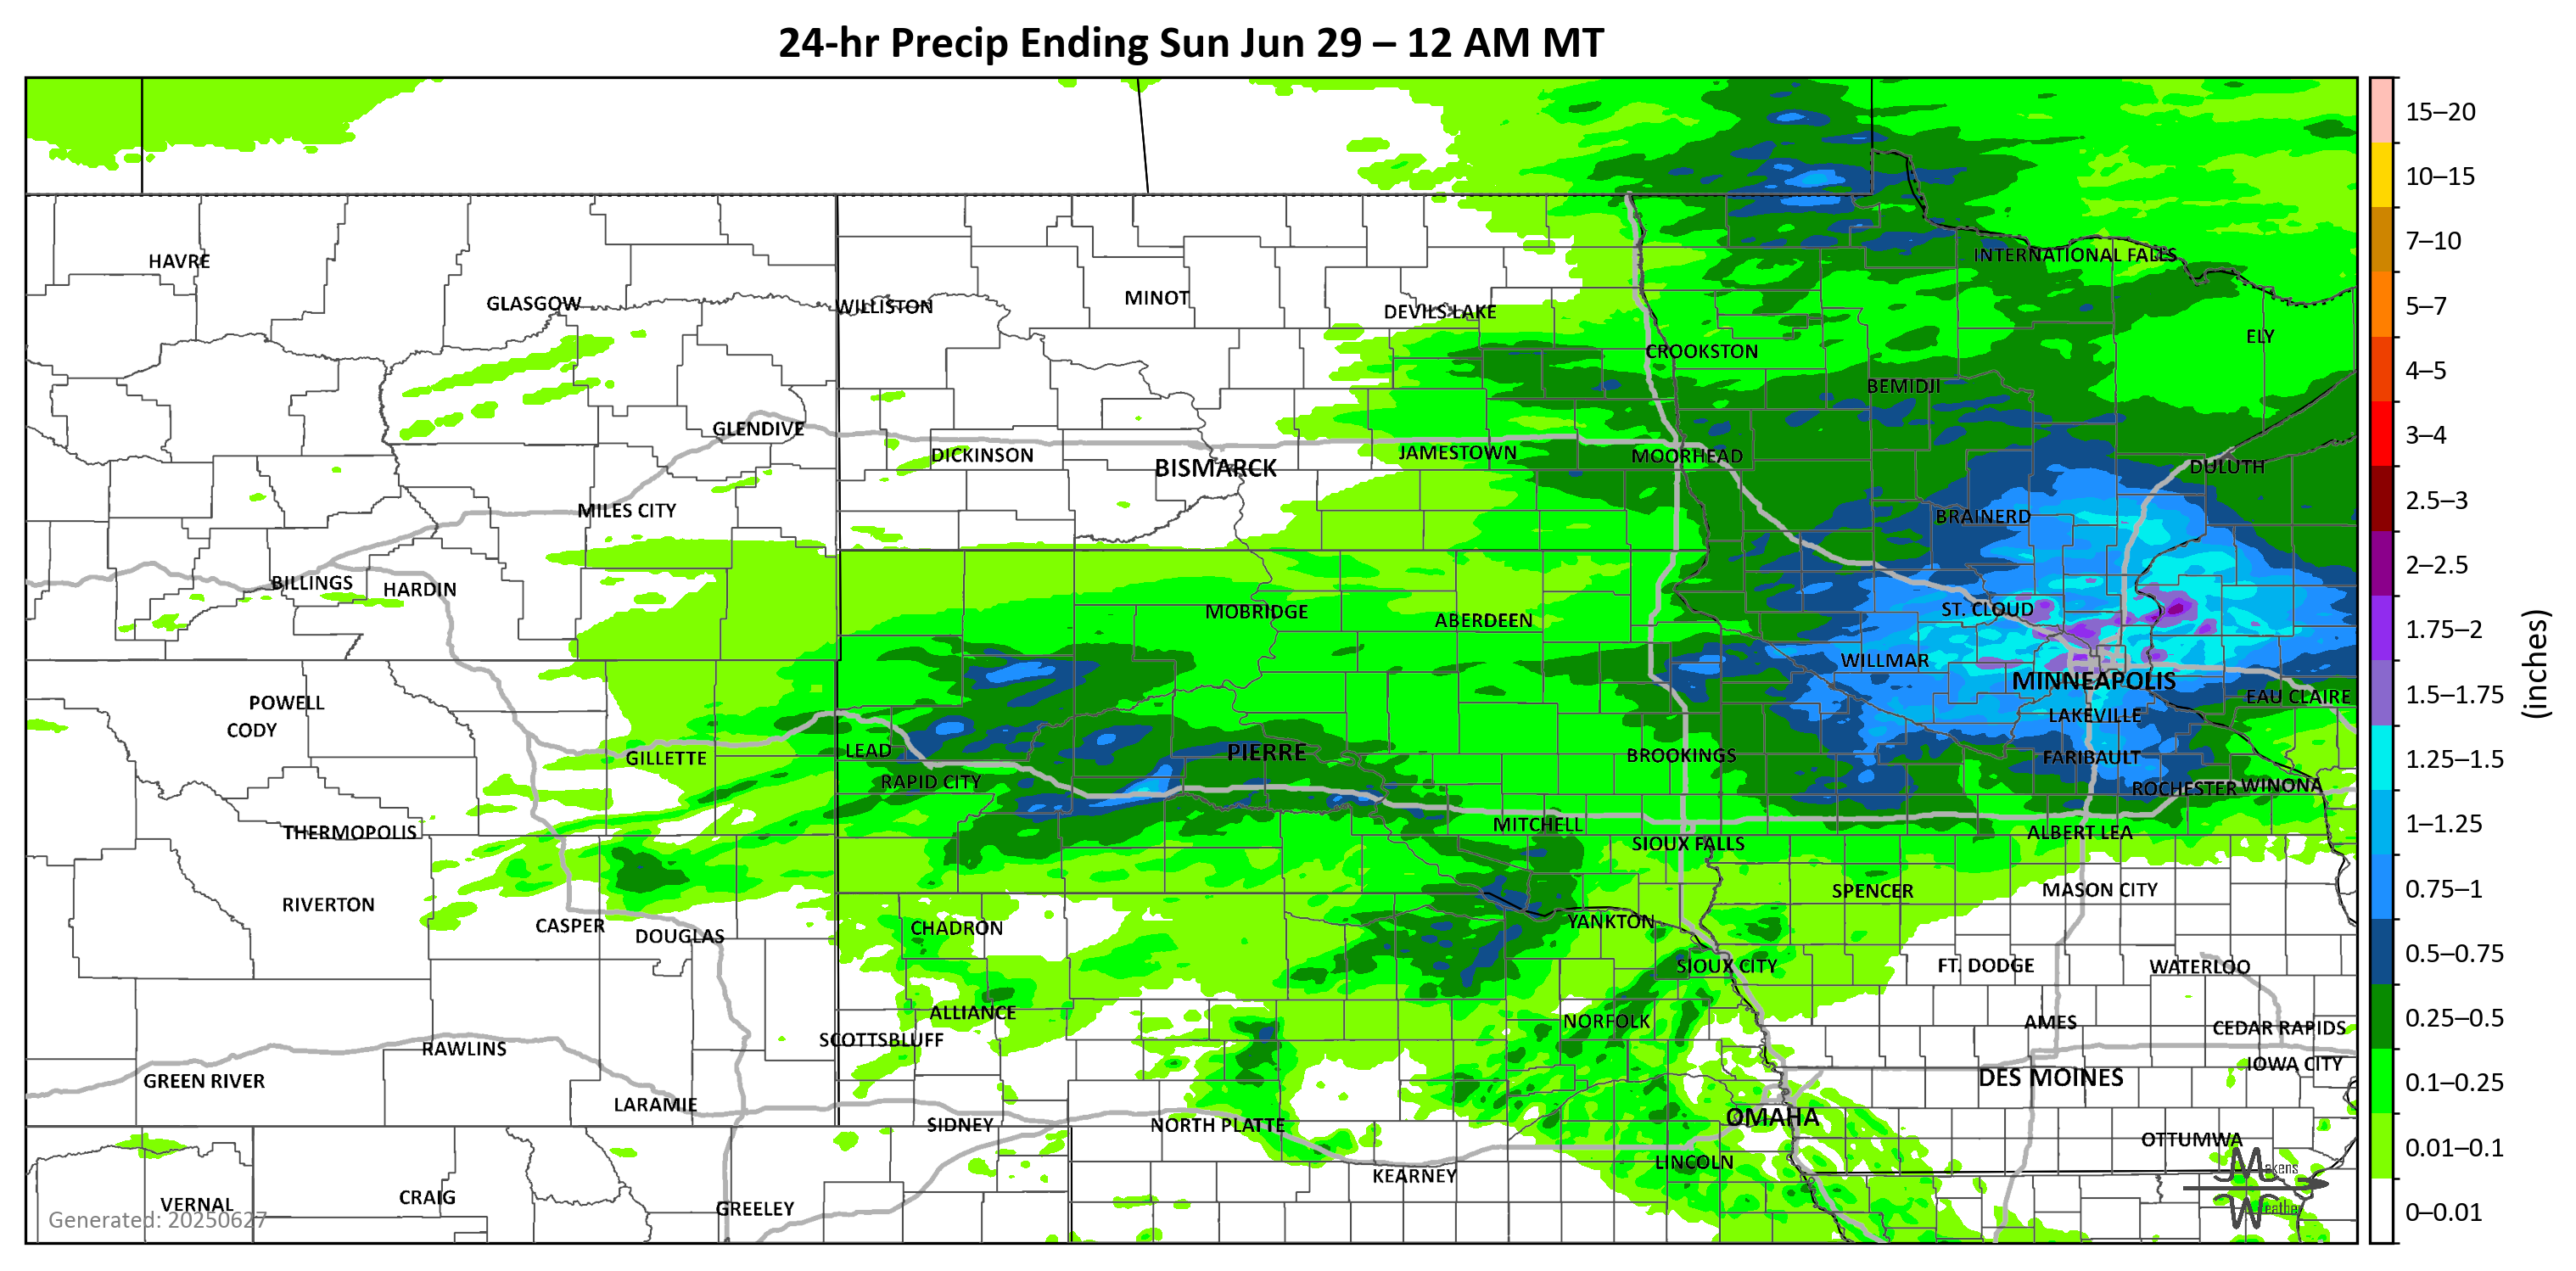 24-hr Precip Ending Sun Jun 29 – 12 AM MT
15–20
10–15
7–10
5–7
4–5
3–4
2.5–3
2–2.5
1.75–2
1.5–1.75
1.25–1.5
1–1.25
0.75–1
0.5–0.75
0.25–0.5
0.1–0.25
0.01–0.1
0–0.01
(inches)
HAVRE
GLASGOW
WILLISTON
MINOT
DEVILS LAKE
INTERNATIONAL FALLS
ELY
CROOKSTON
BEMIDJI
GLENDIVE
DICKINSON
BISMARCK
JAMESTOWN
MOORHEAD
DULUTH
MILES CITY
BRAINERD
BILLINGS
HARDIN
MOBRIDGE
ABERDEEN
ST. CLOUD
WILLMAR
MINNEAPOLIS
EAU CLAIRE
POWELL
CODY
LAKEVILLE
GILLETTE
LEAD
PIERRE
BROOKINGS
FARIBAULT
RAPID CITY
ROCHESTER
WINONA
THERMOPOLIS
MITCHELL
SIOUX FALLS
ALBERT LEA
RIVERTON
CASPER
DOUGLAS
CHADRON
YANKTON
SPENCER
MASON CITY
SIOUX CITY
FT. DODGE
WATERLOO
ALLIANCE
SCOTTSBLUFF
NORFOLK
AMES
CEDAR RAPIDS
RAWLINS
IOWA CITY
GREEN RIVER
DES MOINES
LARAMIE
SIDNEY
NORTH PLATTE
OMAHA
OTTUMWA
KEARNEY
LINCOLN
VERNAL
CRAIG
GREELEY
Generated: 20250627
Makens
Weather